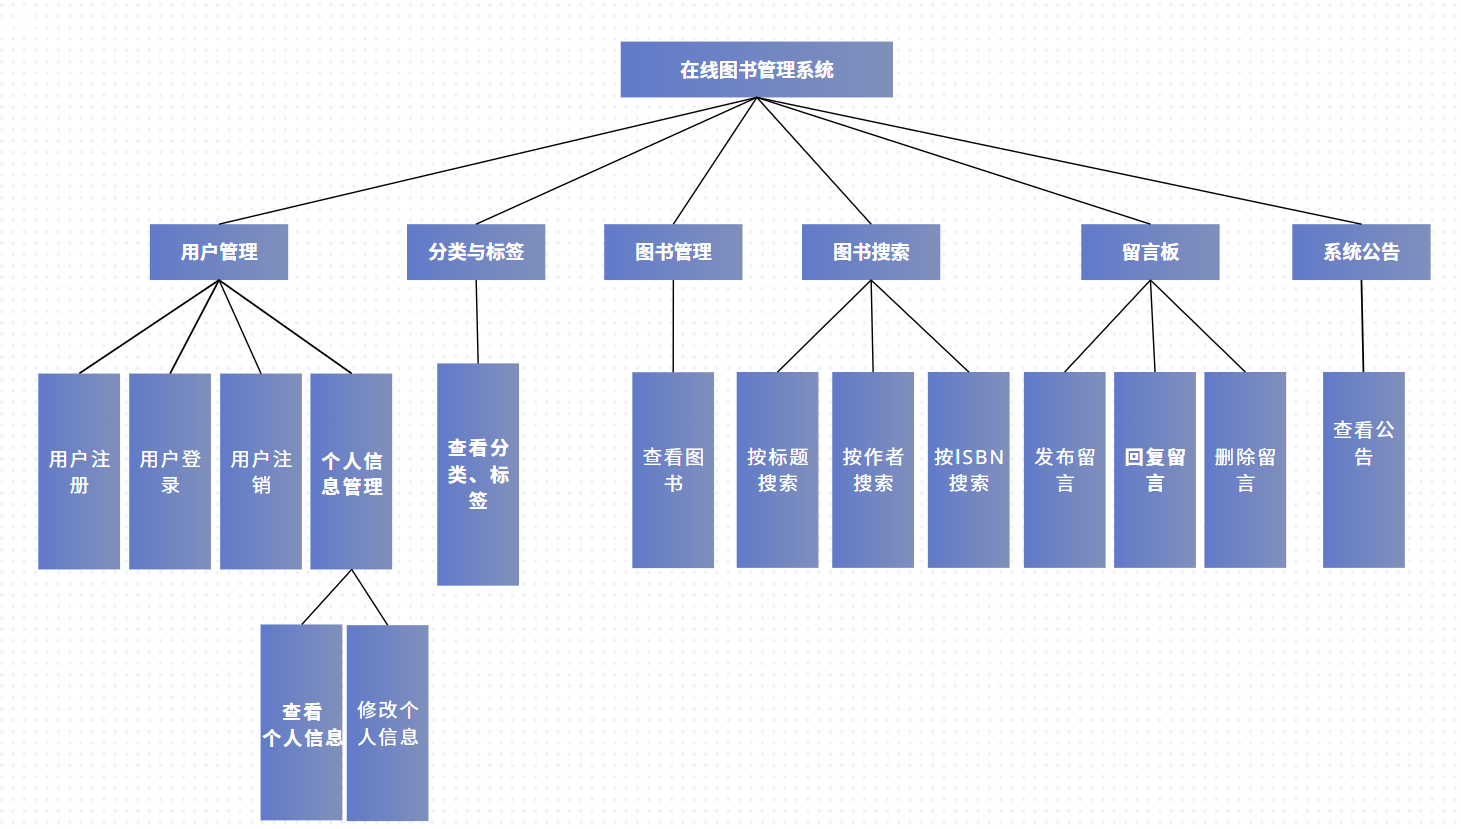 在线图书管理系统
用户管理
分类与标签
图书管理
图书搜索
留言板
系统公告
用户注
册
用户登
录
用户注
销
个人信
息管理
查看分
类、标
签
查看图
书
按标题
搜索
按作者
搜索
按ISBN
搜索
发布留
言
回复留
言
删除留
言
查看公
告
查看
个人信息
修改个
人信息